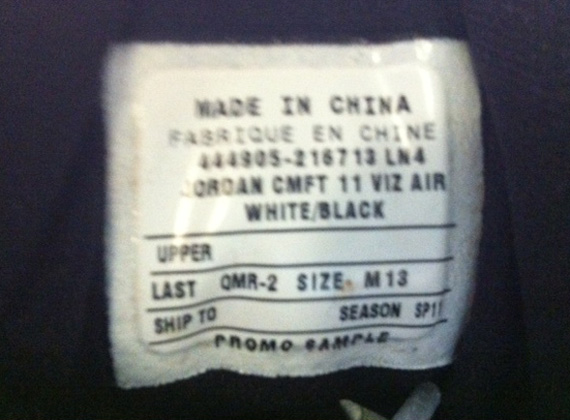 MADE IN CHINA
FABRIQUE EN CHINE
444905-216713 LN4
JORDAN CMFT 11 VIZ AIR
WHITE/BLACK
UPPER
LAST QMR-2 SIZE M13
SHIP TO SEASON SP11
PROMO SAMPLE